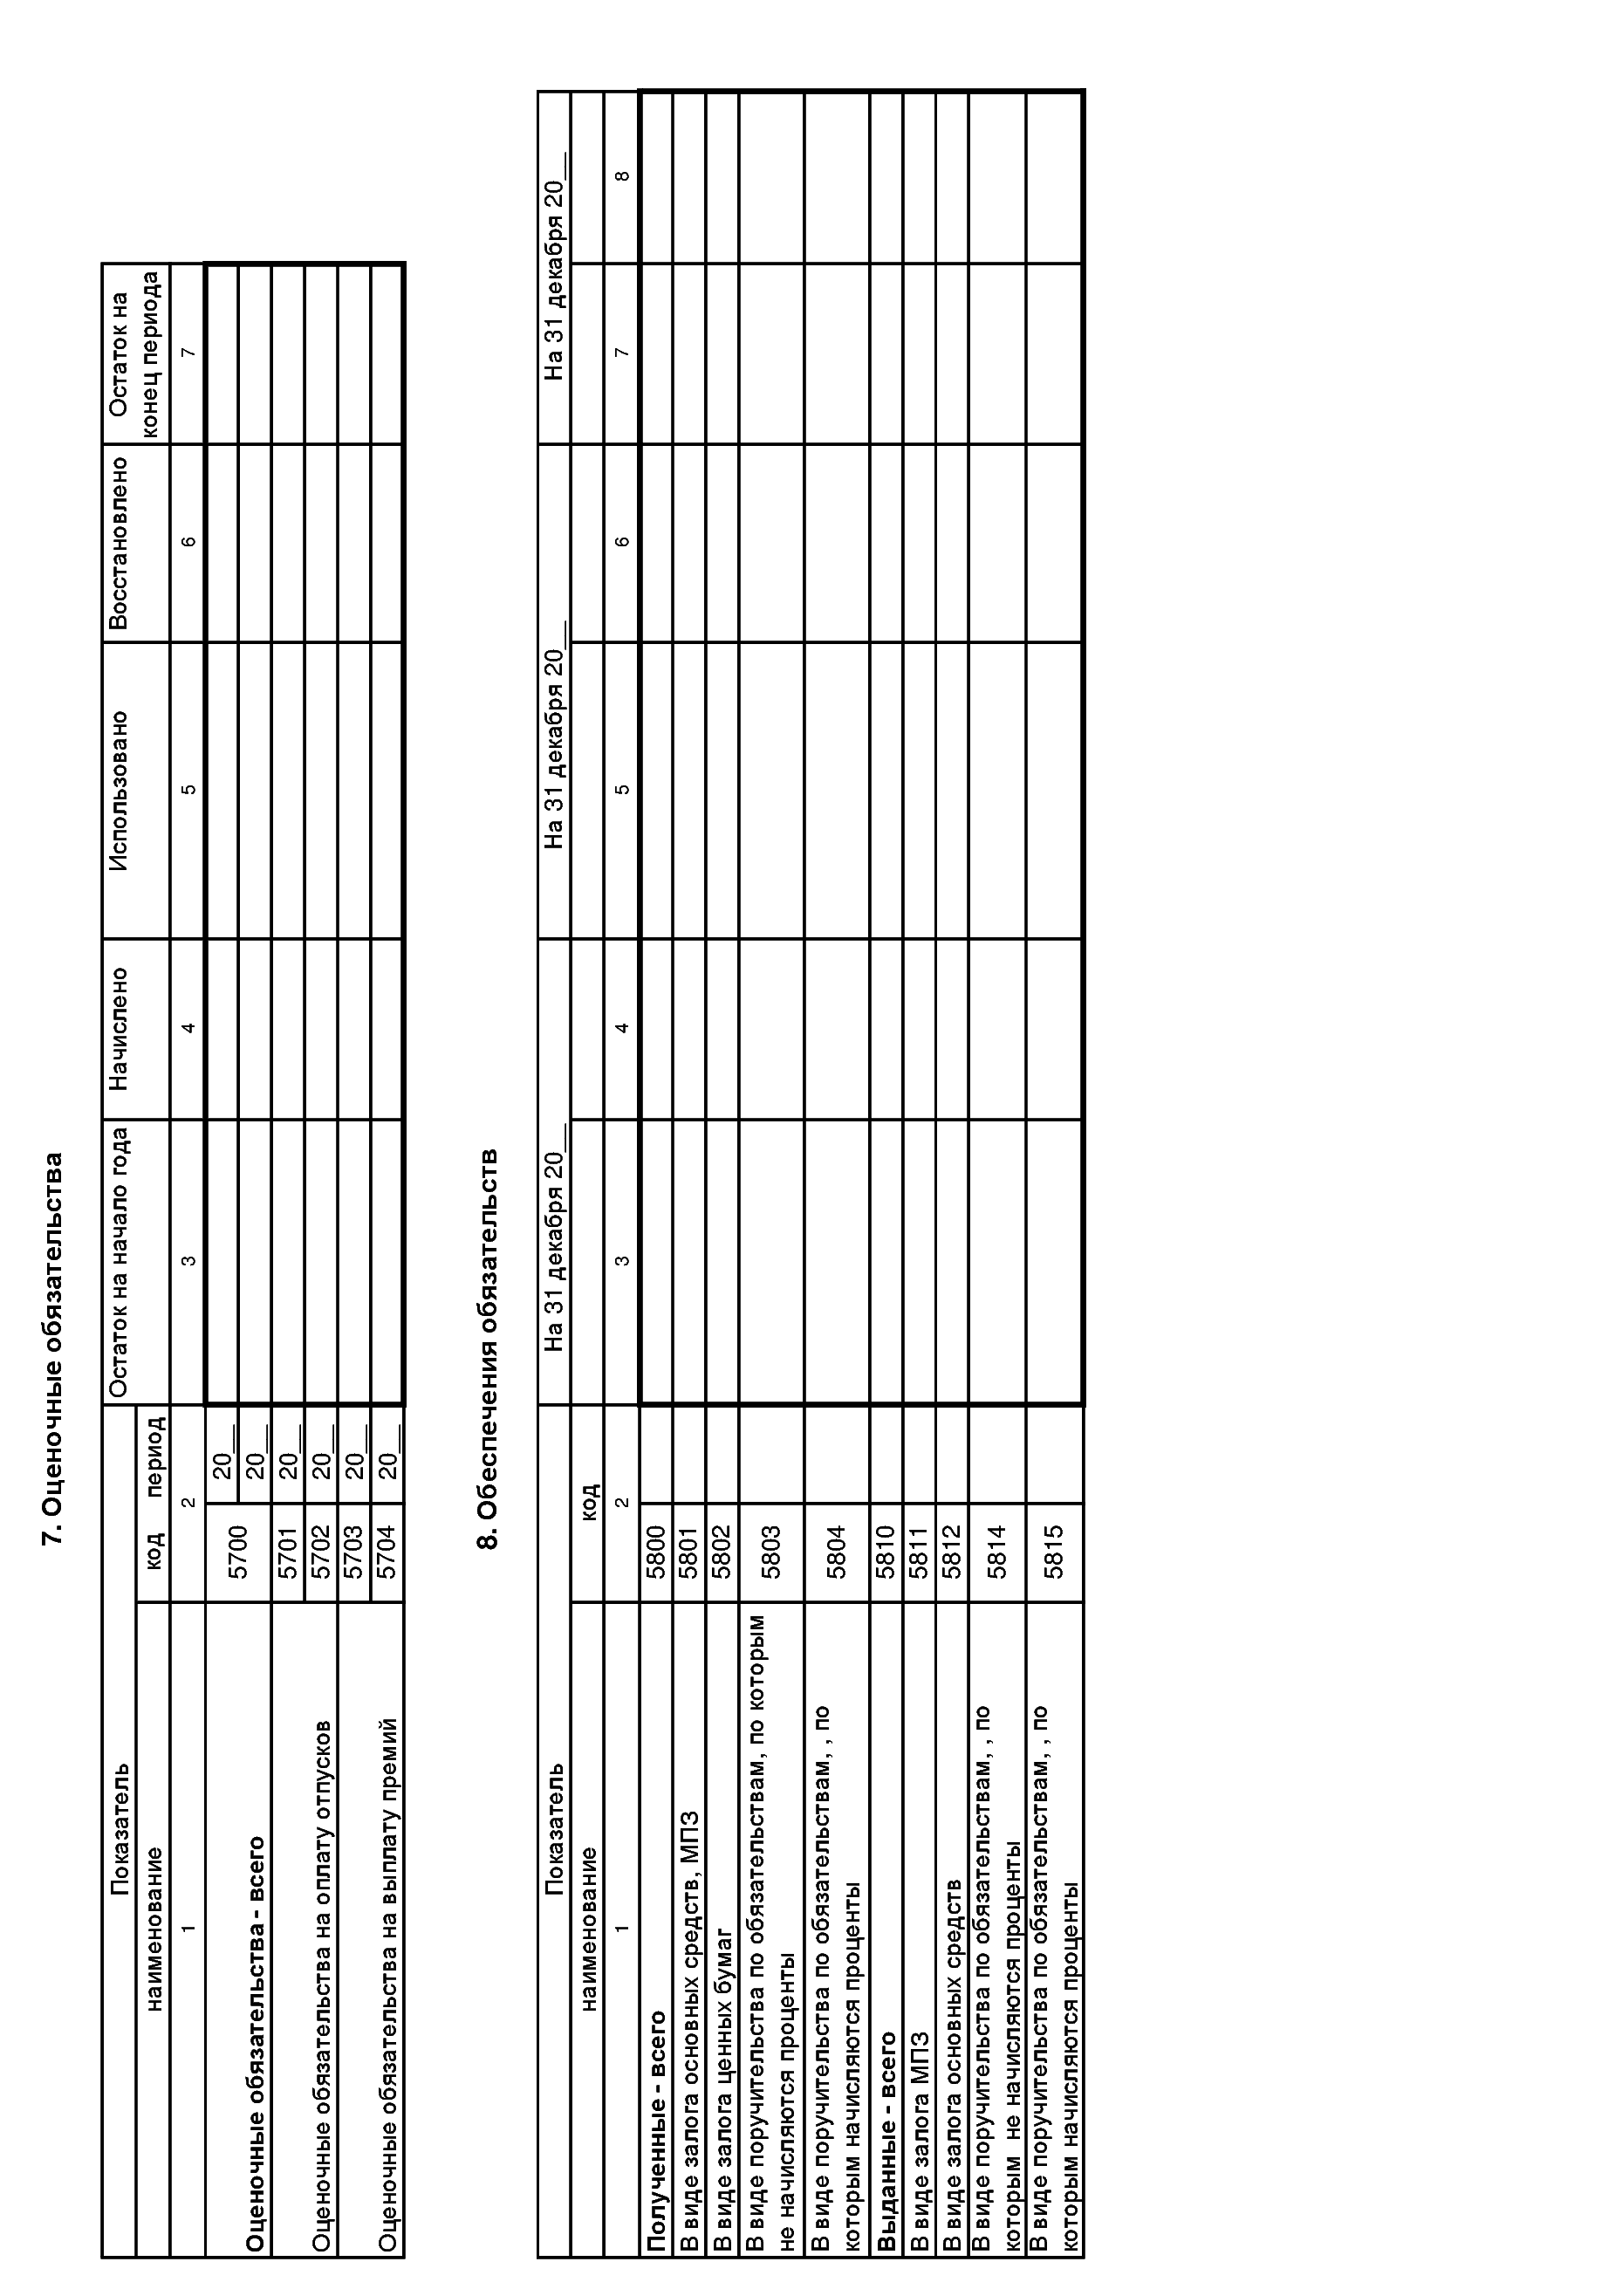 7. Оценочные обязательства
Показатель Остаток на начало года Начислено Использовано Восстановлено Остаток на
конец периода
наименование код период
1 2 3 4 5 6 7
Оценочные обязательства - всего 5700 20__
20__
Оценочные обязательства на оплату отпусков 5701 20__
5702 20__
Оценочные обязательства на выплату премий 5703 20__
5704 20__
8. Обеспечения обязательств
Показатель На 31 декабря 20__ На 31 декабря 20__ На 31 декабря 20__
наименование код
1 2 3 4 5 6 7 8
Полученные - всего 5800
В виде залога основных средств, МПЗ 5801
В виде залога ценных бумаг 5802
В виде поручительства по обязательствам, по которым
не начисляются проценты 5803
В виде поручительства по обязательствам, , по
которым начисляются проценты 5804
Выданные - всего 5810
В виде залога МПЗ 5811
В виде залога основных средств 5812
В виде поручительства по обязательствам, , по
которым не начисляются проценты 5814
В виде поручительства по обязательствам, , по
которым начисляются проценты 5815